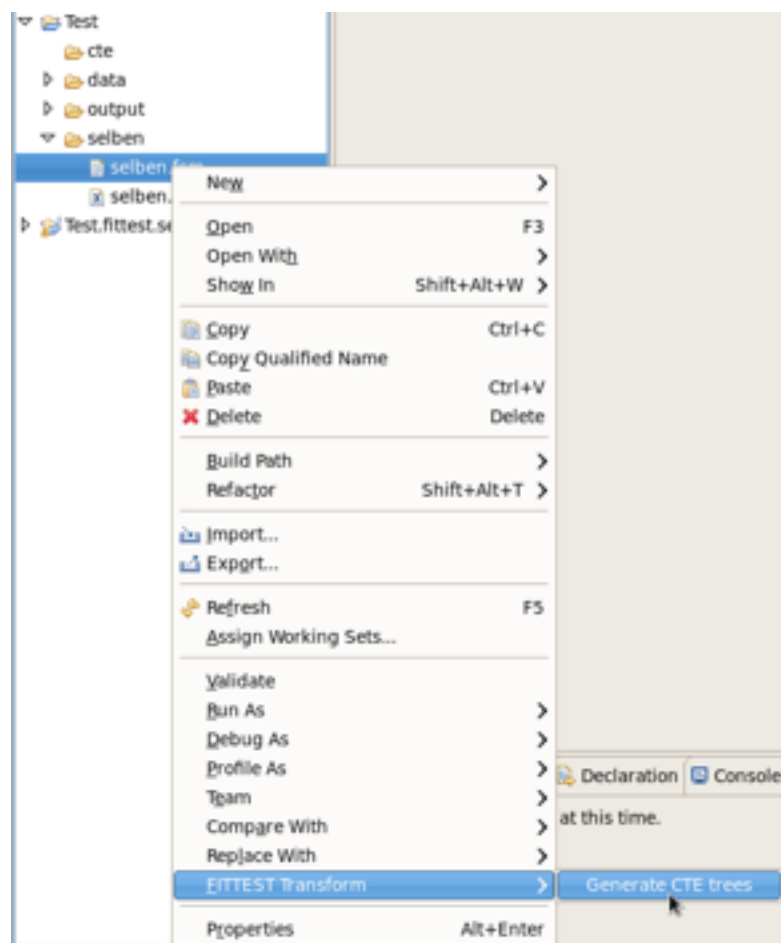 Test
cte
data
output
selben
selben.fsm
selben.
Test.fittest.se
New
Open F3
Open With
Show In Shift+Alt+W
Copy Ctrl+C
Copy Qualified Name
Paste Ctrl+V
Delete Delete
Build Path
Refactor Shift+Alt+T
Import...
Export...
Refresh F5
Assign Working Sets...
Validate
Run As
Debug As
Profile As
Team
Compare With
Replace With
FITTEST Transform
Generate CTE trees
Properties Alt+Enter
Declaration Console
at this time.